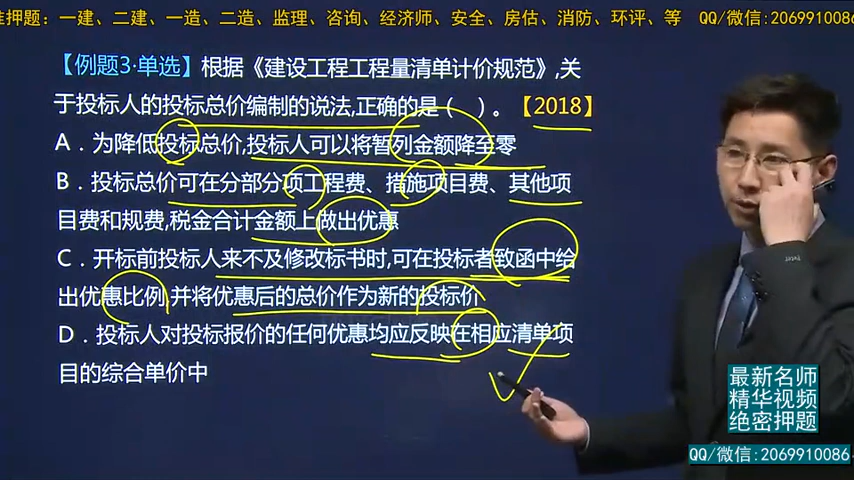 准押题：一建、二建、一造、二造、监理、咨询、经济师、安全、房估、消防、环评、等 QQ/微信:2069910086
【例题3·单选】根据《建设工程工程量清单计价规范》,关
于投标人的投标总价编制的说法,正确的是（ ）。【2018】
A．为降低投标总价,投标人可以将暂列金额降至零
B．投标总价可在分部分项工程费、措施项目费、其他项
目费和规费,税金合计金额上做出优惠
C．开标前投标人来不及修改标书时,可在投标者致函中给
出优惠比例,并将优惠后的总价作为新的投标价
D．投标人对投标报价的任何优惠均应反映在相应清单项
目的综合单价中
最新名师
精华视频
绝密押题
QQ/微信:2069910086